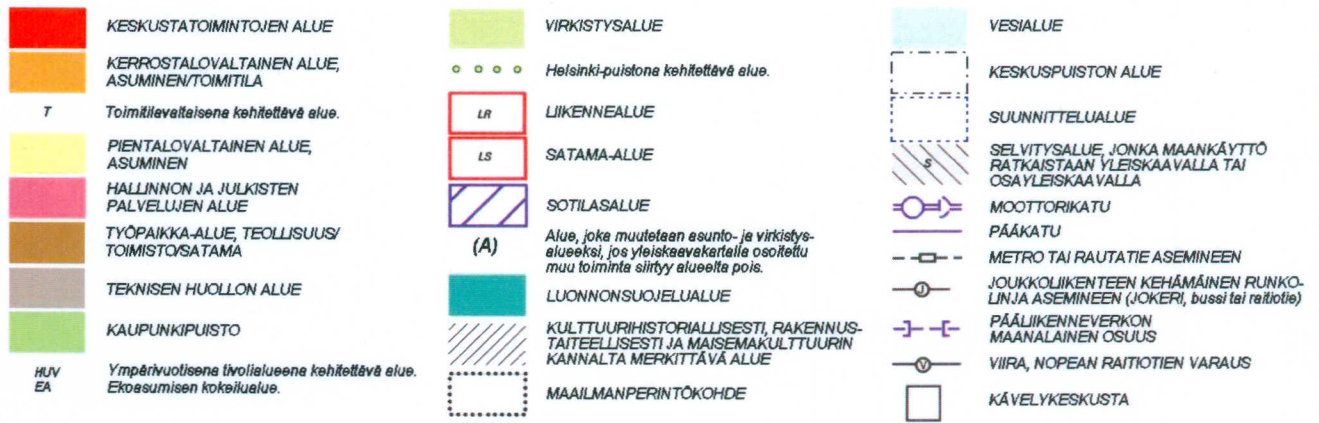 KESKUSTATOIMINTOJEN ALUE
KERROSTALOVALTAINEN ALUE,
ASUMINEN/TOIMITILA
T
Toimitilavaltaisena kehitettävä alue.
PIENTALOVALTAINEN ALUE,
ASUMINEN
HALLINNON JA JULKISTEN
PALVELUJEN ALUE
TYÖPAIKKA-ALUE, TEOLLISUUS/
TOIMISTO/SATAMA
TEKNISEN HUOLLON ALUE
KAUPUNKIPUISTO
HUV
Ympärivuotisena tivolialueena kehitettävä alue.
EA
Ekoasumisen kokeilualue.
VIRKISTYSALUE
Helsinki-puistona kehitettävä alue.
LR
LIIKENNEALUE
LS
SATAMA-ALUE
SOTILASALUE
(A)
Alue, joka muutetaan asunto- ja virkistys-
alueeksi, jos yleiskaavakartalla osoitettu
muu toiminta siirtyy alueelta pois.
LUONNONSUOJELUALUE
KULTTUURIHISTORIALLISESTI, RAKENNUS-
TAITEELLISESTI JA MAISEMAKULTTUURIN
KANNALTA MERKITTÄVÄ ALUE
MAAILMANPERINTÖKOHDE
VESIALUE
KESKUSPUISTON ALUE
SUUNNITTELUALUE
S
SELVITYSALUE, JONKA MAANKÄYTTÖ
RATKAISTAAN YLEISKAAVALLA TAI
OSAYLEISKAAVALLA
MOOTTORIKATU
PÄÄKATU
METRO TAI RAUTATIE ASEMINEEN
J
JOUKKOLIIKENTEEN KEHÄMÄINEN RUNKO-
LINJA ASEMINEEN (JOKERI, bussi tai raitiotie)
PÄÄLIIKENNEVERKON
MAANALAINEN OSUUS
V
VIIRA, NOPEAN RAITIOTIEN VARAUS
KÄVELYKESKUSTA